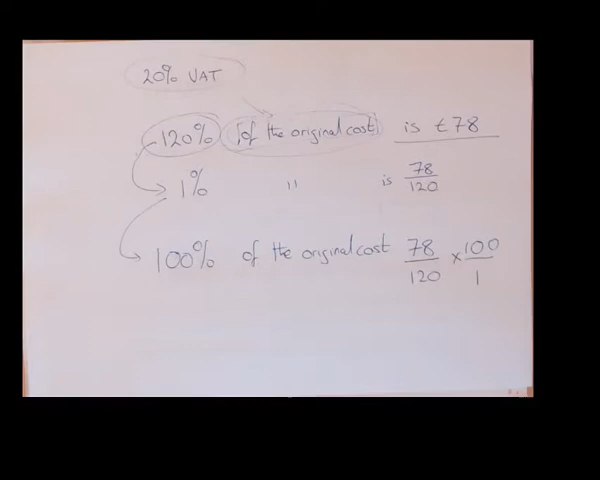 20% VAT
120% of the original cost is £78
1% " is 78/120
100% of the original cost 78/120 × 100/1